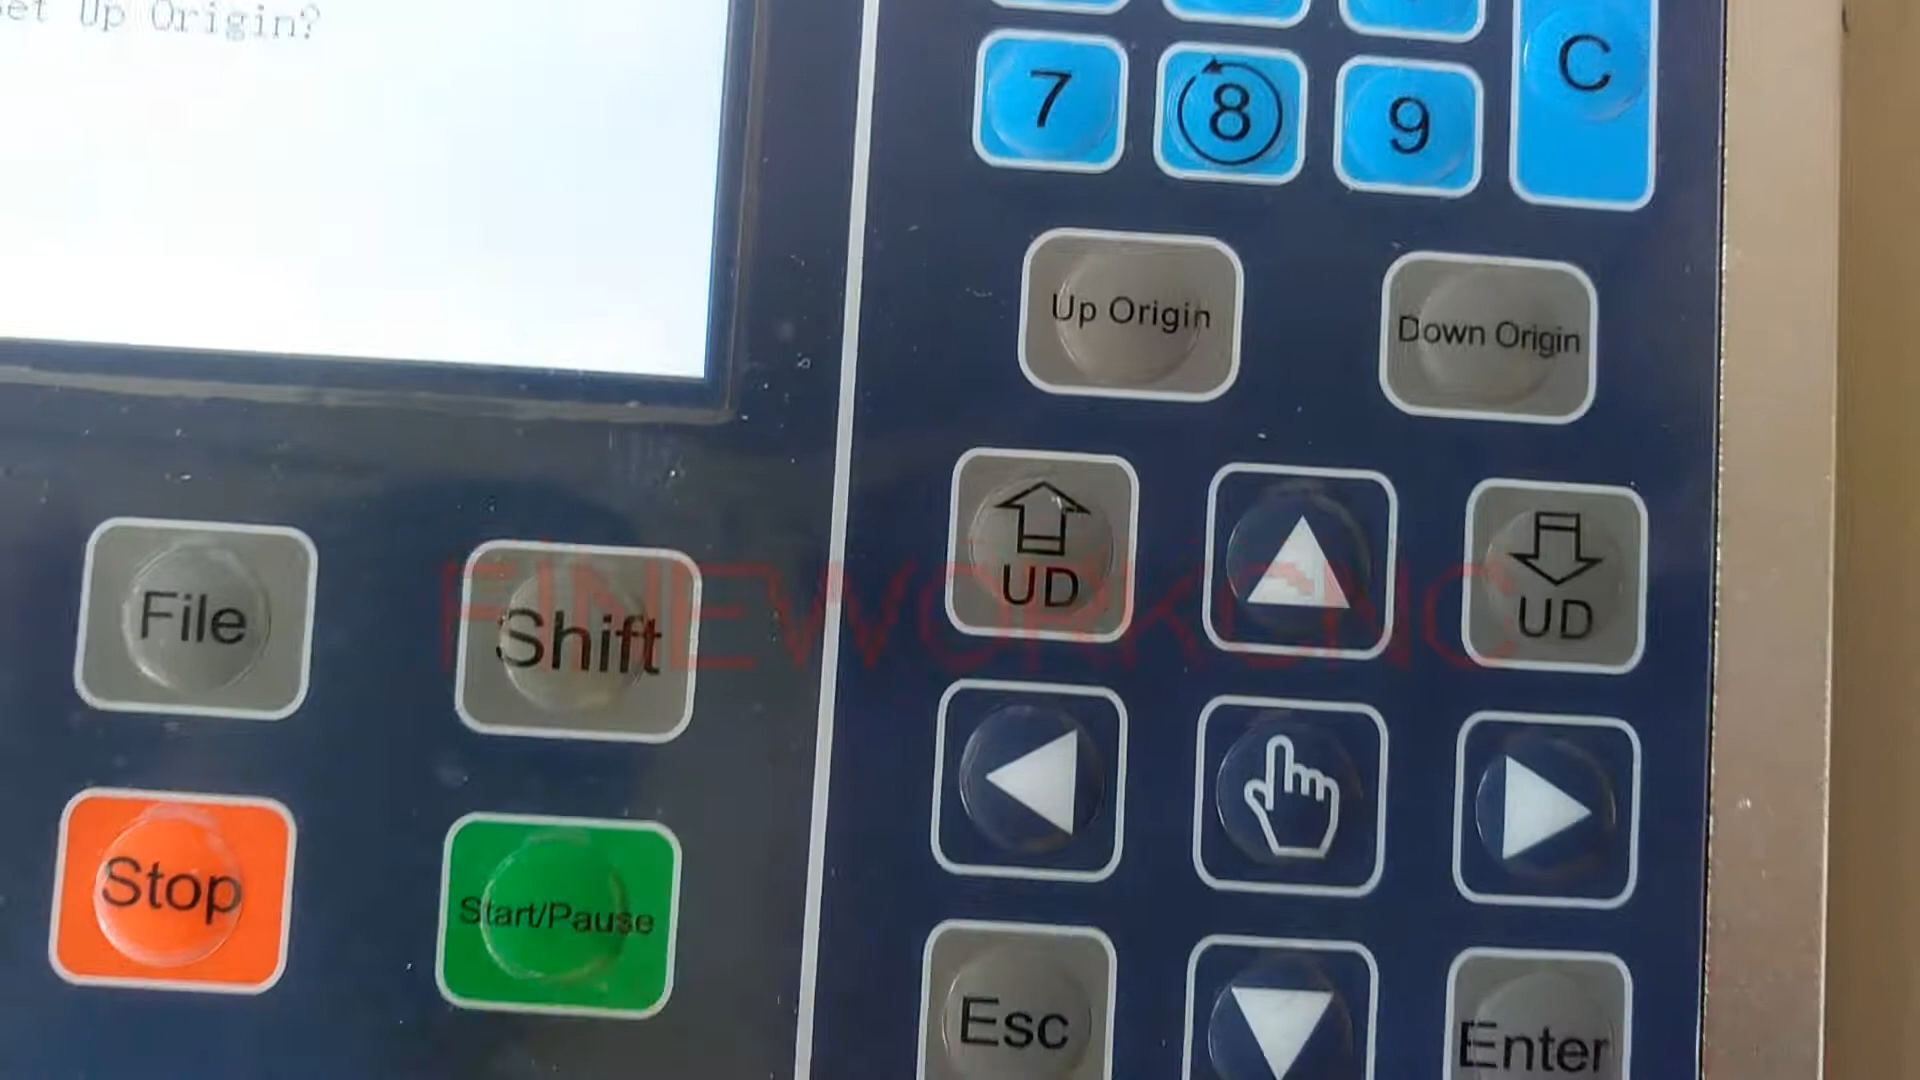 Set Up Origin?
7 8 9 C
Up Origin
Down Origin
UD
UD
File
Shift
FINEWORKCNC
Stop
Start/Pause
Esc
Enter